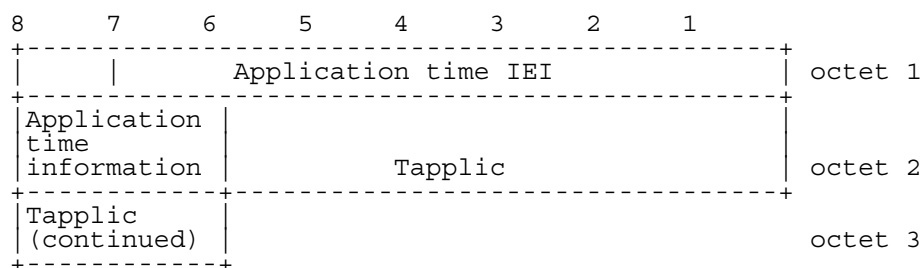 8 7 6 5 4 3 2 1
Application time IEI octet 1
Application
time
information Tapplic octet 2
Tapplic
(continued) octet 3